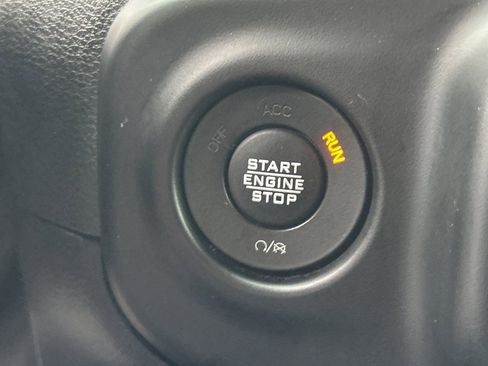 ACC
OFF
RUN
START
ENGINE
STOP